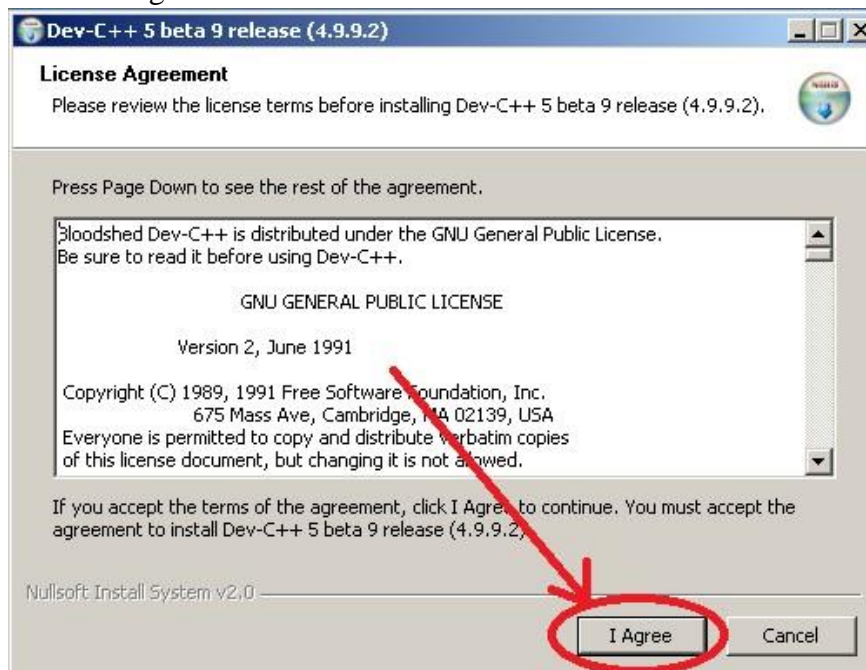 Dev-C++ 5 beta 9 release (4.9.9.2)
License Agreement
Please review the license terms before installing Dev-C++ 5 beta 9 release (4.9.9.2).
Press Page Down to see the rest of the agreement.
Bloodshed Dev-C++ is distributed under the GNU General Public License.
Be sure to read it before using Dev-C++.
GNU GENERAL PUBLIC LICENSE
Version 2, June 1991
Copyright (C) 1989, 1991 Free Software Foundation, Inc.
675 Mass Ave, Cambridge, MA 02139, USA
Everyone is permitted to copy and distribute verbatim copies
of this license document, but changing it is not allowed.
If you accept the terms of the agreement, click I Agree to continue. You must accept the
agreement to install Dev-C++ 5 beta 9 release (4.9.9.2)
Nullsoft Install System v2.0
I Agree
Cancel